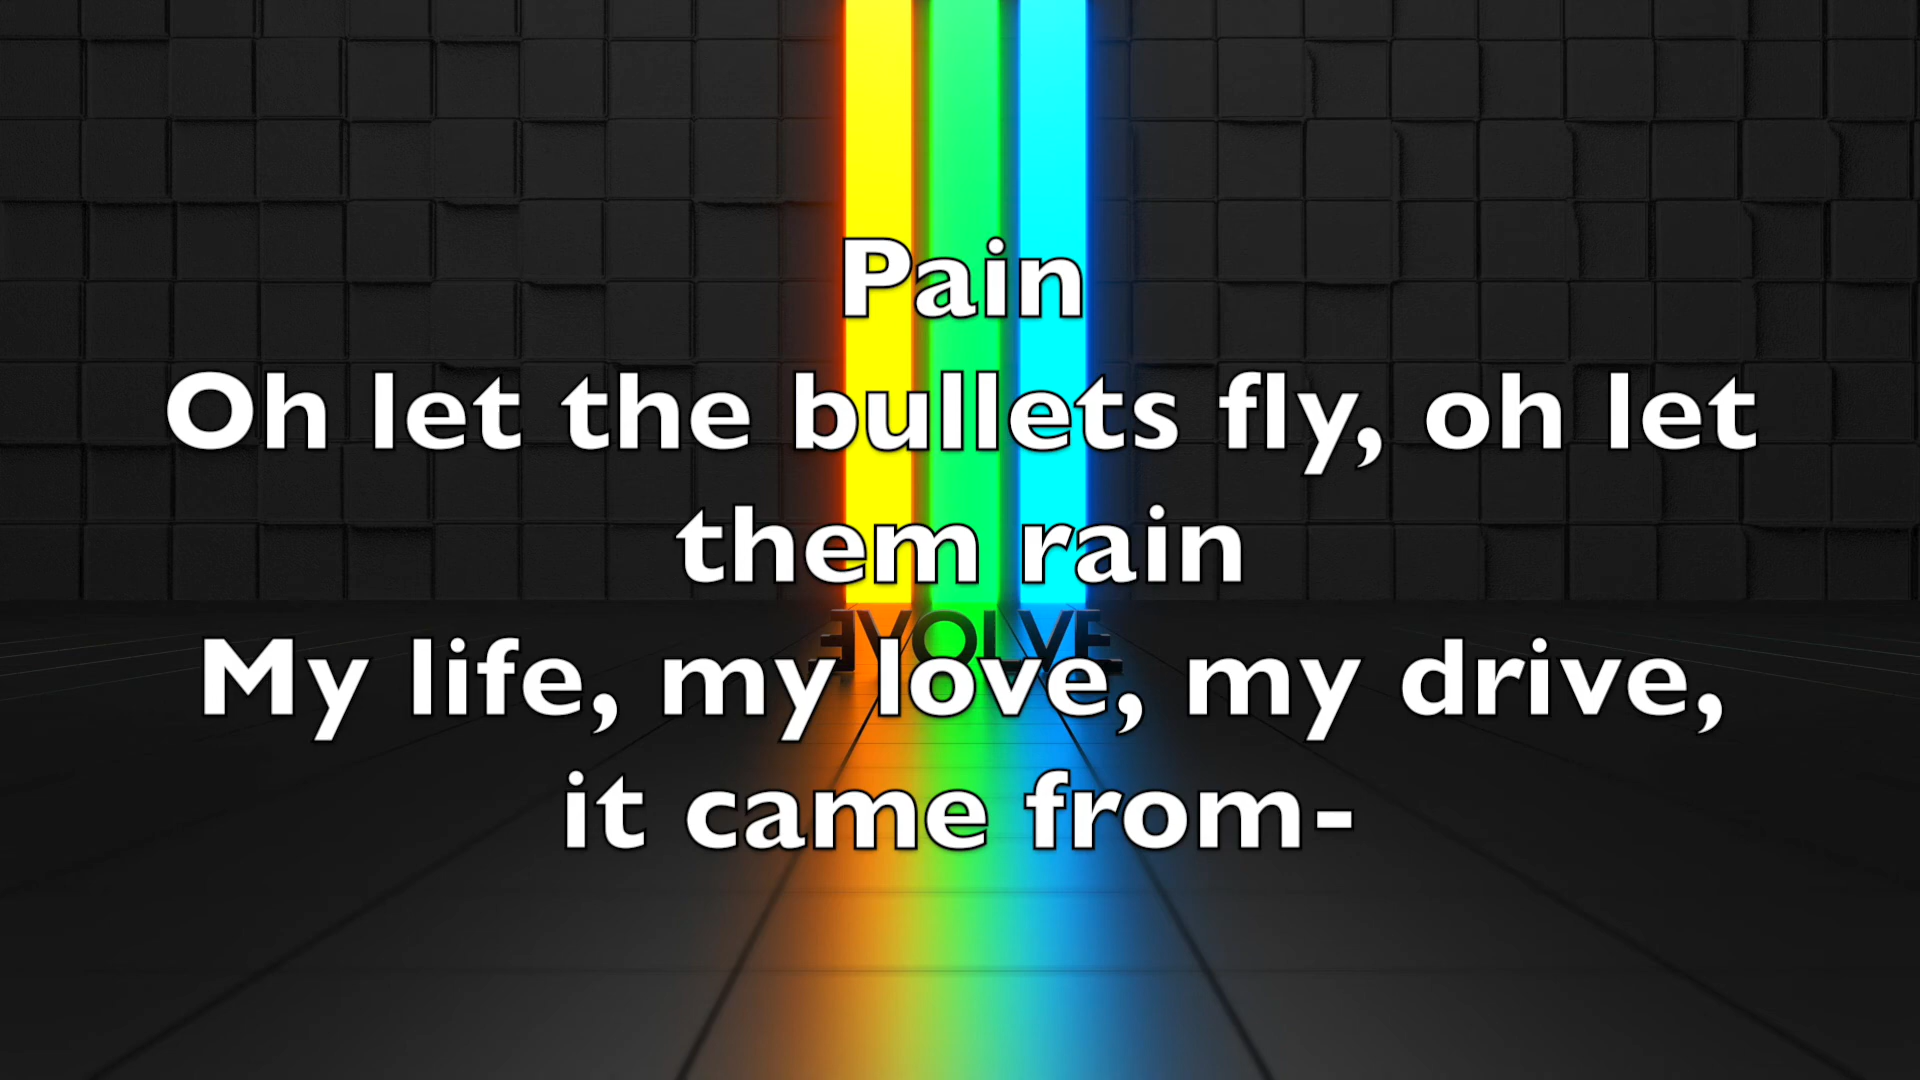 Pain
Oh let the bullets fly, oh let
them rain
EVOLVE
My life, my love, my drive,
it came from-